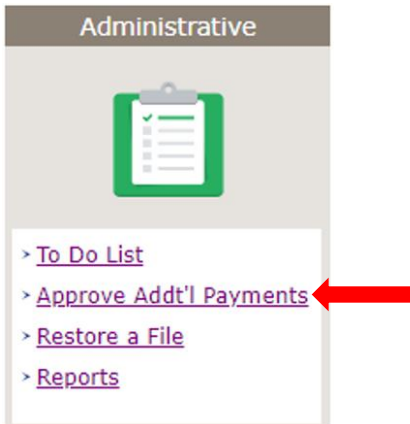 Administrative
> To Do List
> Approve Addt'l Payments
> Restore a File
> Reports